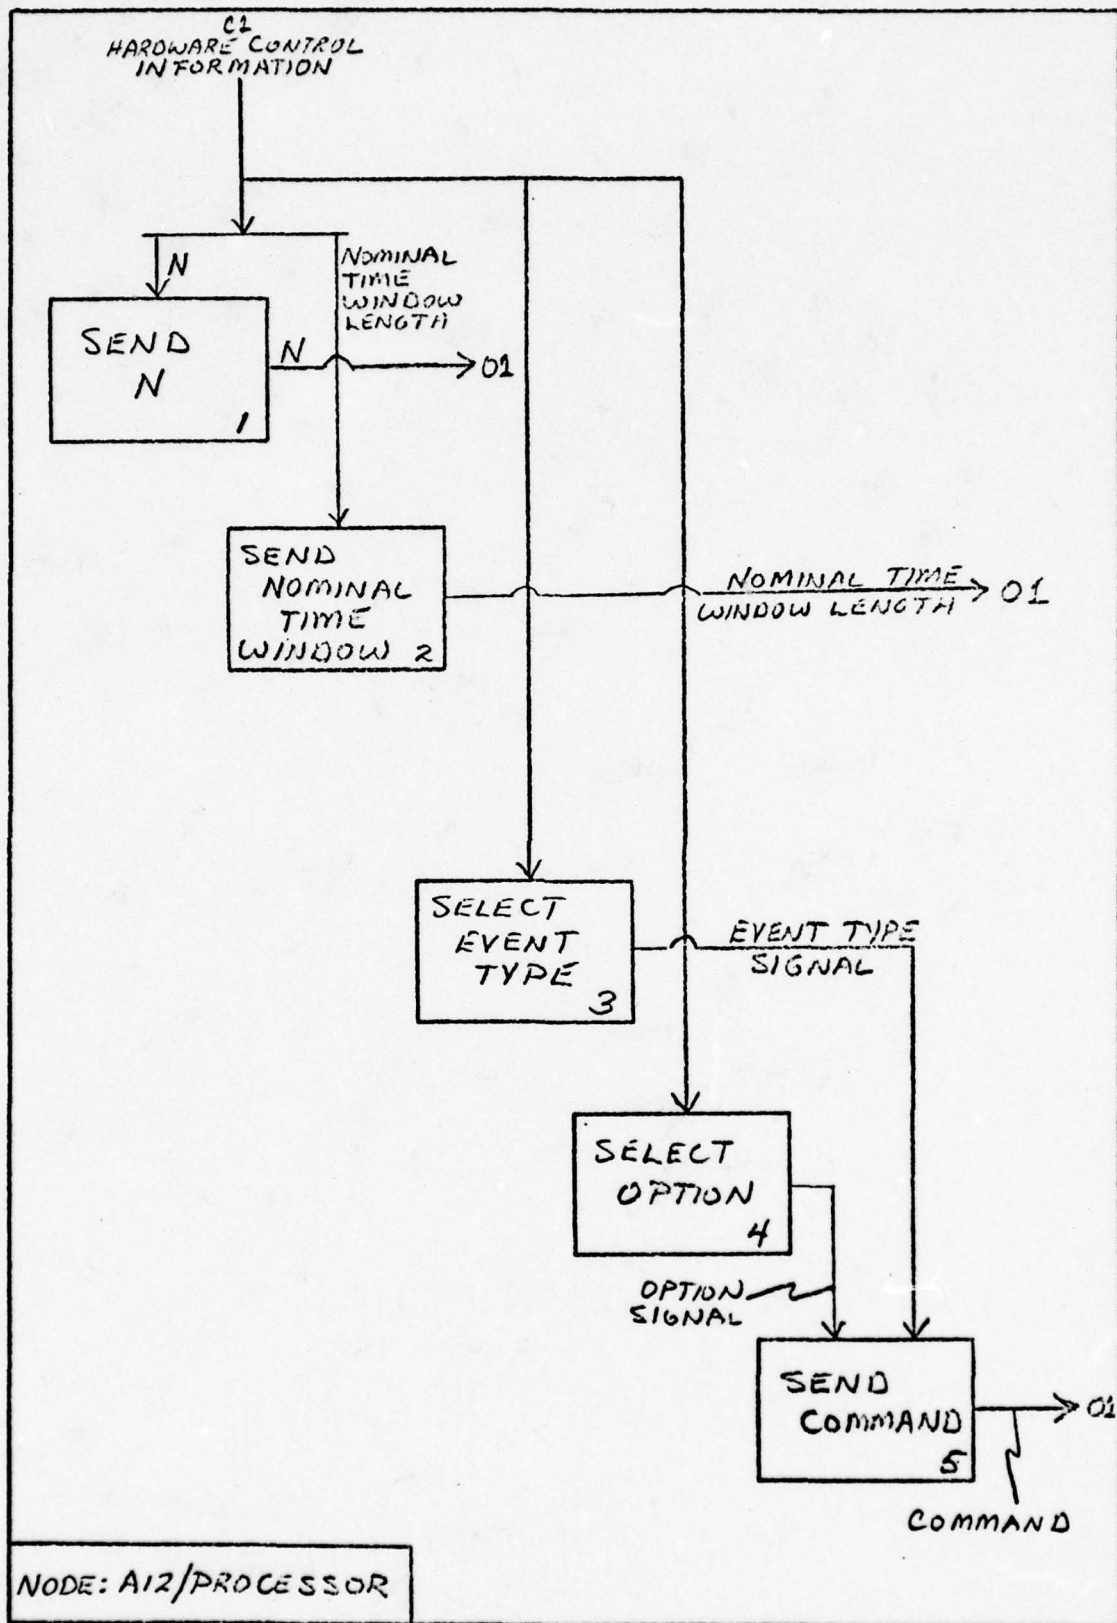 C1
HARDWARE CONTROL
INFORMATION
N
NOMINAL
TIME
WINDOW
LENGTH
SEND
N
1
N
O1
SEND
NOMINAL
TIME
WINDOW 2
NOMINAL TIME
WINDOW LENGTH
O1
SELECT
EVENT
TYPE
3
EVENT TYPE
SIGNAL
SELECT
OPTION
4
OPTION
SIGNAL
SEND
COMMAND
5
O1
COMMAND
NODE: A12/PROCESSOR